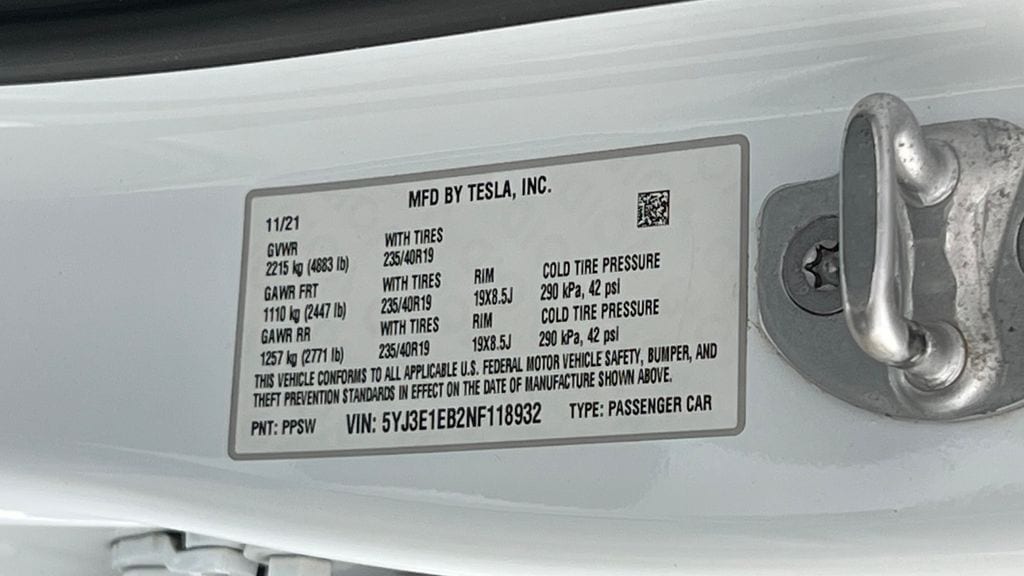 MFD BY TESLA, INC.
11/21
GVWR WITH TIRES
2215 kg (4883 lb) 235/40R19
GAWR FRT WITH TIRES RIM COLD TIRE PRESSURE
1110 kg (2447 lb) 235/40R19 19X8.5J 290 kPa, 42 psi
GAWR RR WITH TIRES RIM COLD TIRE PRESSURE
1257 kg (2771 lb) 235/40R19 19X8.5J 290 kPa, 42 psi
THIS VEHICLE CONFORMS TO ALL APPLICABLE U.S. FEDERAL MOTOR VEHICLE SAFETY, BUMPER, AND
THEFT PREVENTION STANDARDS IN EFFECT ON THE DATE OF MANUFACTURE SHOWN ABOVE.
PNT: PPSW VIN: 5YJ3E1EB2NF118932 TYPE: PASSENGER CAR